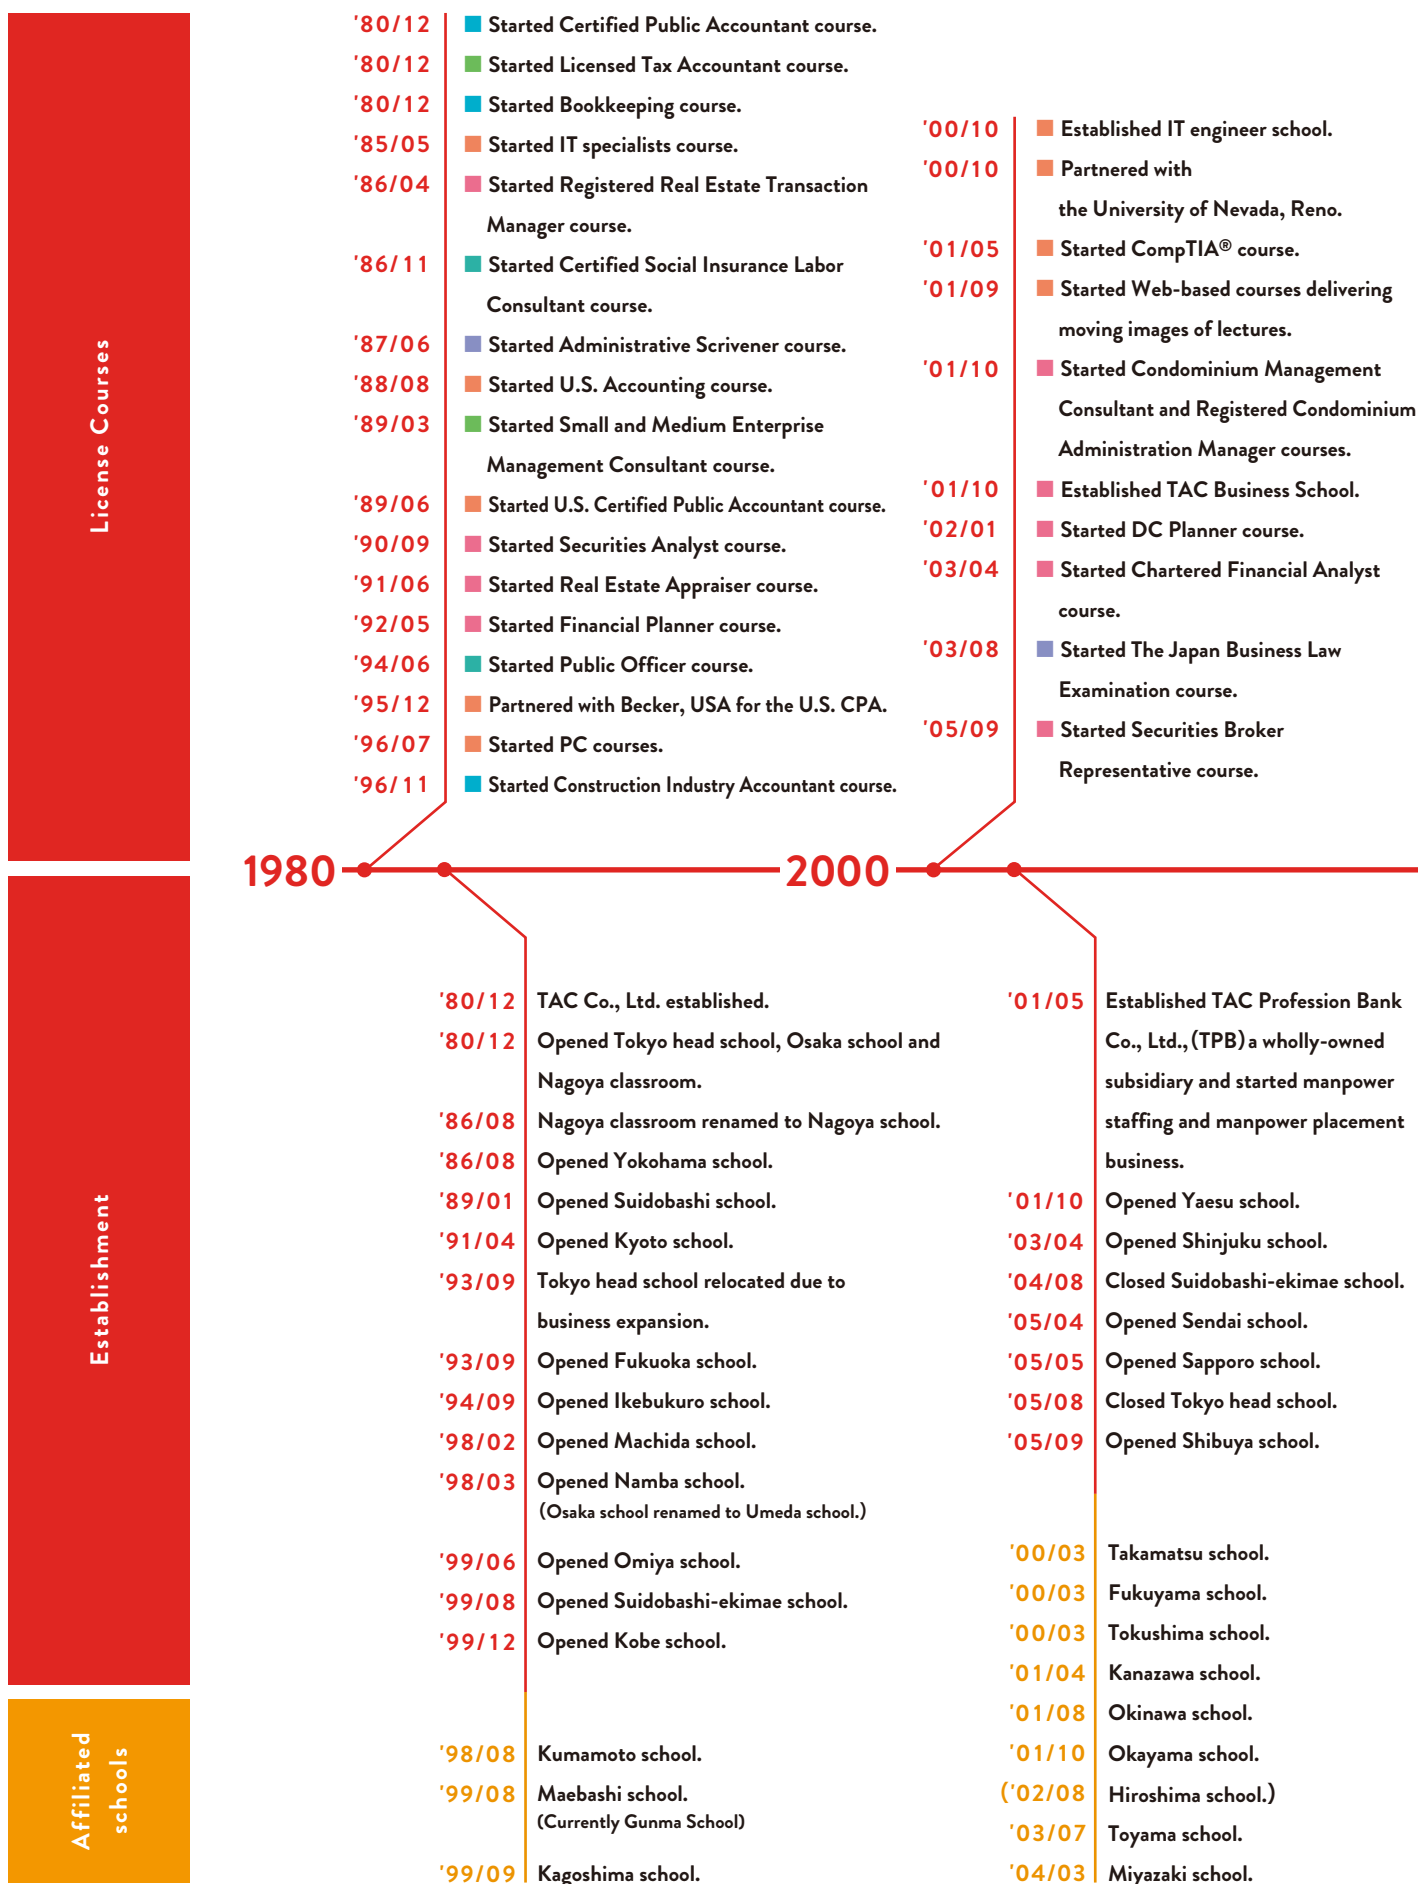 License Courses
'80/12 Started Certified Public Accountant course.
'80/12 Started Licensed Tax Accountant course.
'80/12 Started Bookkeeping course.
'85/05 Started IT specialists course.
'86/04 Started Registered Real Estate Transaction
Manager course.
'86/11 Started Certified Social Insurance Labor
Consultant course.
'87/06 Started Administrative Scrivener course.
'88/08 Started U.S. Accounting course.
'89/03 Started Small and Medium Enterprise
Management Consultant course.
'89/06 Started U.S. Certified Public Accountant course.
'90/09 Started Securities Analyst course.
'91/06 Started Real Estate Appraiser course.
'92/05 Started Financial Planner course.
'94/06 Started Public Officer course.
'95/12 Partnered with Becker, USA for the U.S. CPA.
'96/07 Started PC courses.
'96/11 Started Construction Industry Accountant course.
'00/10 Established IT engineer school.
'00/10 Partnered with
the University of Nevada, Reno.
'01/05 Started CompTIA® course.
'01/09 Started Web-based courses delivering
moving images of lectures.
'01/10 Started Condominium Management
Consultant and Registered Condominium
Administration Manager courses.
'01/10 Established TAC Business School.
'02/01 Started DC Planner course.
'03/04 Started Chartered Financial Analyst
course.
'03/08 Started The Japan Business Law
Examination course.
'05/09 Started Securities Broker
Representative course.
1980
2000
Establishment
'80/12 TAC Co., Ltd. established.
'80/12 Opened Tokyo head school, Osaka school and
Nagoya classroom.
'86/08 Nagoya classroom renamed to Nagoya school.
'86/08 Opened Yokohama school.
'89/01 Opened Suidobashi school.
'91/04 Opened Kyoto school.
'93/09 Tokyo head school relocated due to
business expansion.
'93/09 Opened Fukuoka school.
'94/09 Opened Ikebukuro school.
'98/02 Opened Machida school.
'98/03 Opened Namba school.
(Osaka school renamed to Umeda school.)
'99/06 Opened Omiya school.
'99/08 Opened Suidobashi-ekimae school.
'99/12 Opened Kobe school.
'01/05 Established TAC Profession Bank
Co., Ltd., (TPB) a wholly-owned
subsidiary and started manpower
staffing and manpower placement
business.
'01/10 Opened Yaesu school.
'03/04 Opened Shinjuku school.
'04/08 Closed Suidobashi-ekimae school.
'05/04 Opened Sendai school.
'05/05 Opened Sapporo school.
'05/08 Closed Tokyo head school.
'05/09 Opened Shibuya school.
Affiliated
schools
'98/08 Kumamoto school.
'99/08 Maebashi school.
(Currently Gunma School)
'99/09 Kagoshima school.
'00/03 Takamatsu school.
'00/03 Fukuyama school.
'00/03 Tokushima school.
'01/04 Kanazawa school.
'01/08 Okinawa school.
'01/10 Okayama school.
('02/08 Hiroshima school.)
'03/07 Toyama school.
'04/03 Miyazaki school.